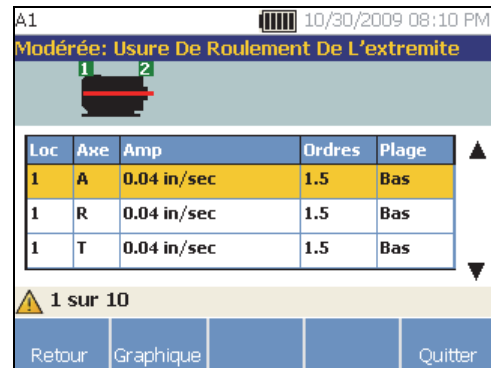 A1 10/30/2009 08:10 PM
Modérée: Usure De Roulement De L'extremite
1 2
Loc Axe Amp Ordres Plage
1 A 0.04 in/sec 1.5 Bas
1 R 0.04 in/sec 1.5 Bas
1 T 0.04 in/sec 1.5 Bas
1 sur 10
Retour Graphique Quitter